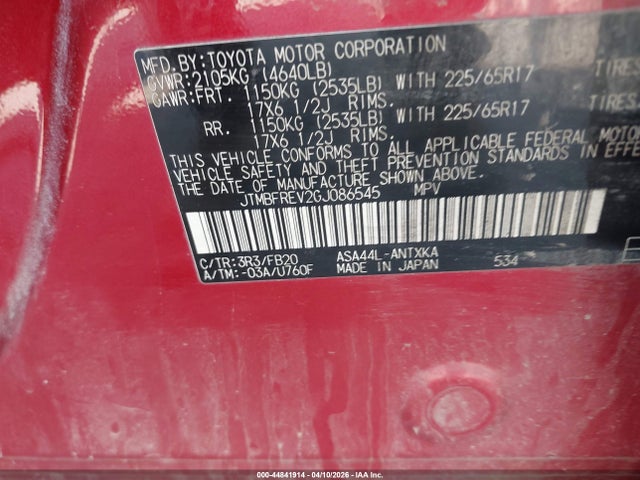 MFD.BY:TOYOTA MOTOR CORPORATION
GVWR:2105KG (4640LB)
GAWR:FRT. 1150KG (2535LB) WITH 225/65R17 TIRES
17X6 1/2J RIMS.
RR. 1150KG (2535LB) WITH 225/65R17 TIRES
17X6 1/2J RIMS.
THIS VEHICLE CONFORMS TO ALL APPLICABLE FEDERAL MOTOR
VEHICLE SAFETY AND THEFT PREVENTION STANDARDS IN EFFE
THE DATE OF MANUFACTURE SHOWN ABOVE.
JTMBFREV2GJ086545 MPV
C/TR:3R3/FB20 ASA44L-ANTXKA 534
A/TM:-03A/U760F MADE IN JAPAN
000-44841914 - 04/10/2026 - IAA Inc.